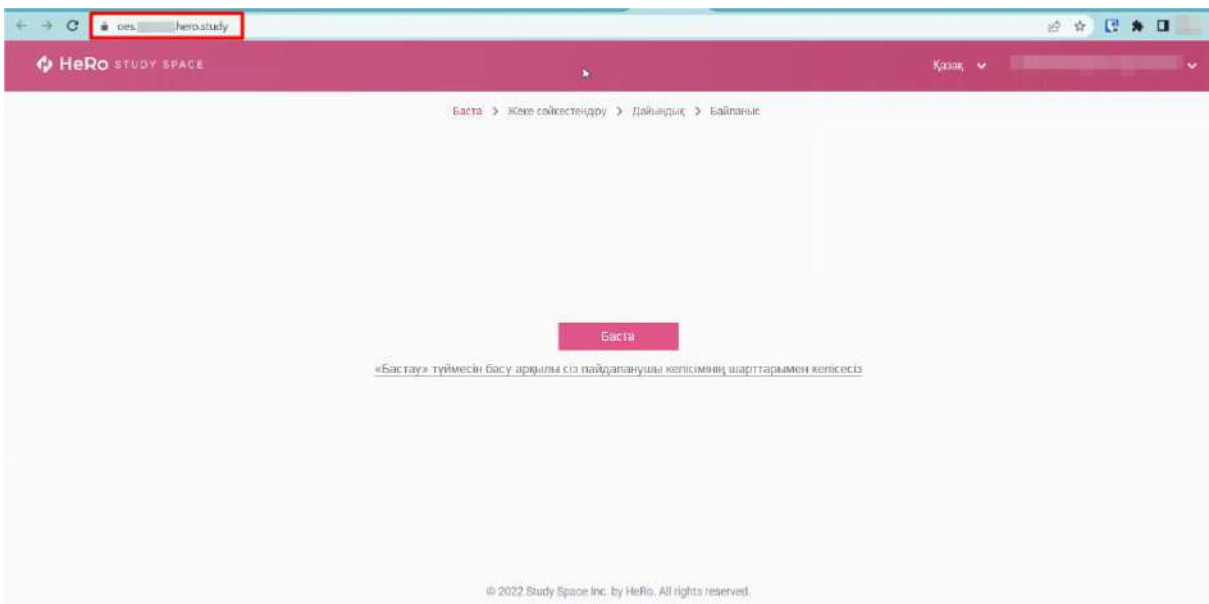 oes. hero.study
HeRo STUDY SPACE
Қазақ
Баста > Жеке сәйкестендіру > Дайындық > Байланыс
Баста
«Бастау» түймесін басу арқылы сіз пайдаланушы келісімінің шарттарымен келісесіз
© 2022 Study Space Inc. by HeRo. All rights reserved.